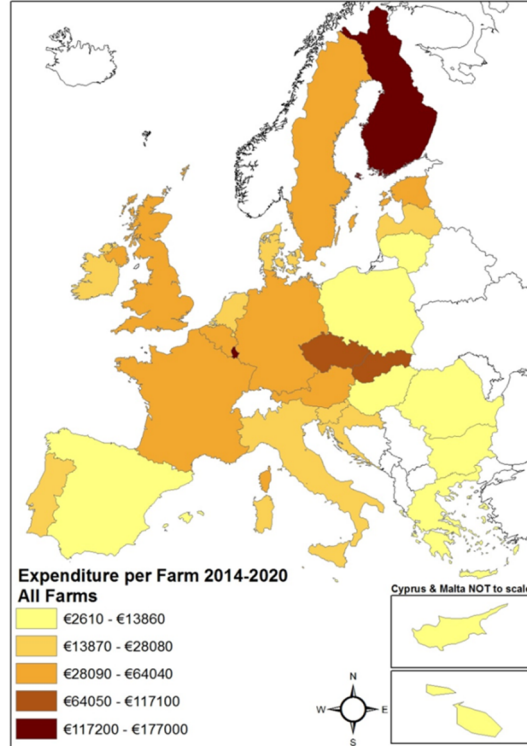 Expenditure per Farm 2014-2020
All Farms
€2610 - €13860
€13870 - €28080
€28090 - €64040
€64050 - €117100
€117200 - €177000
Cyprus & Malta NOT to scale
N
W
E
S